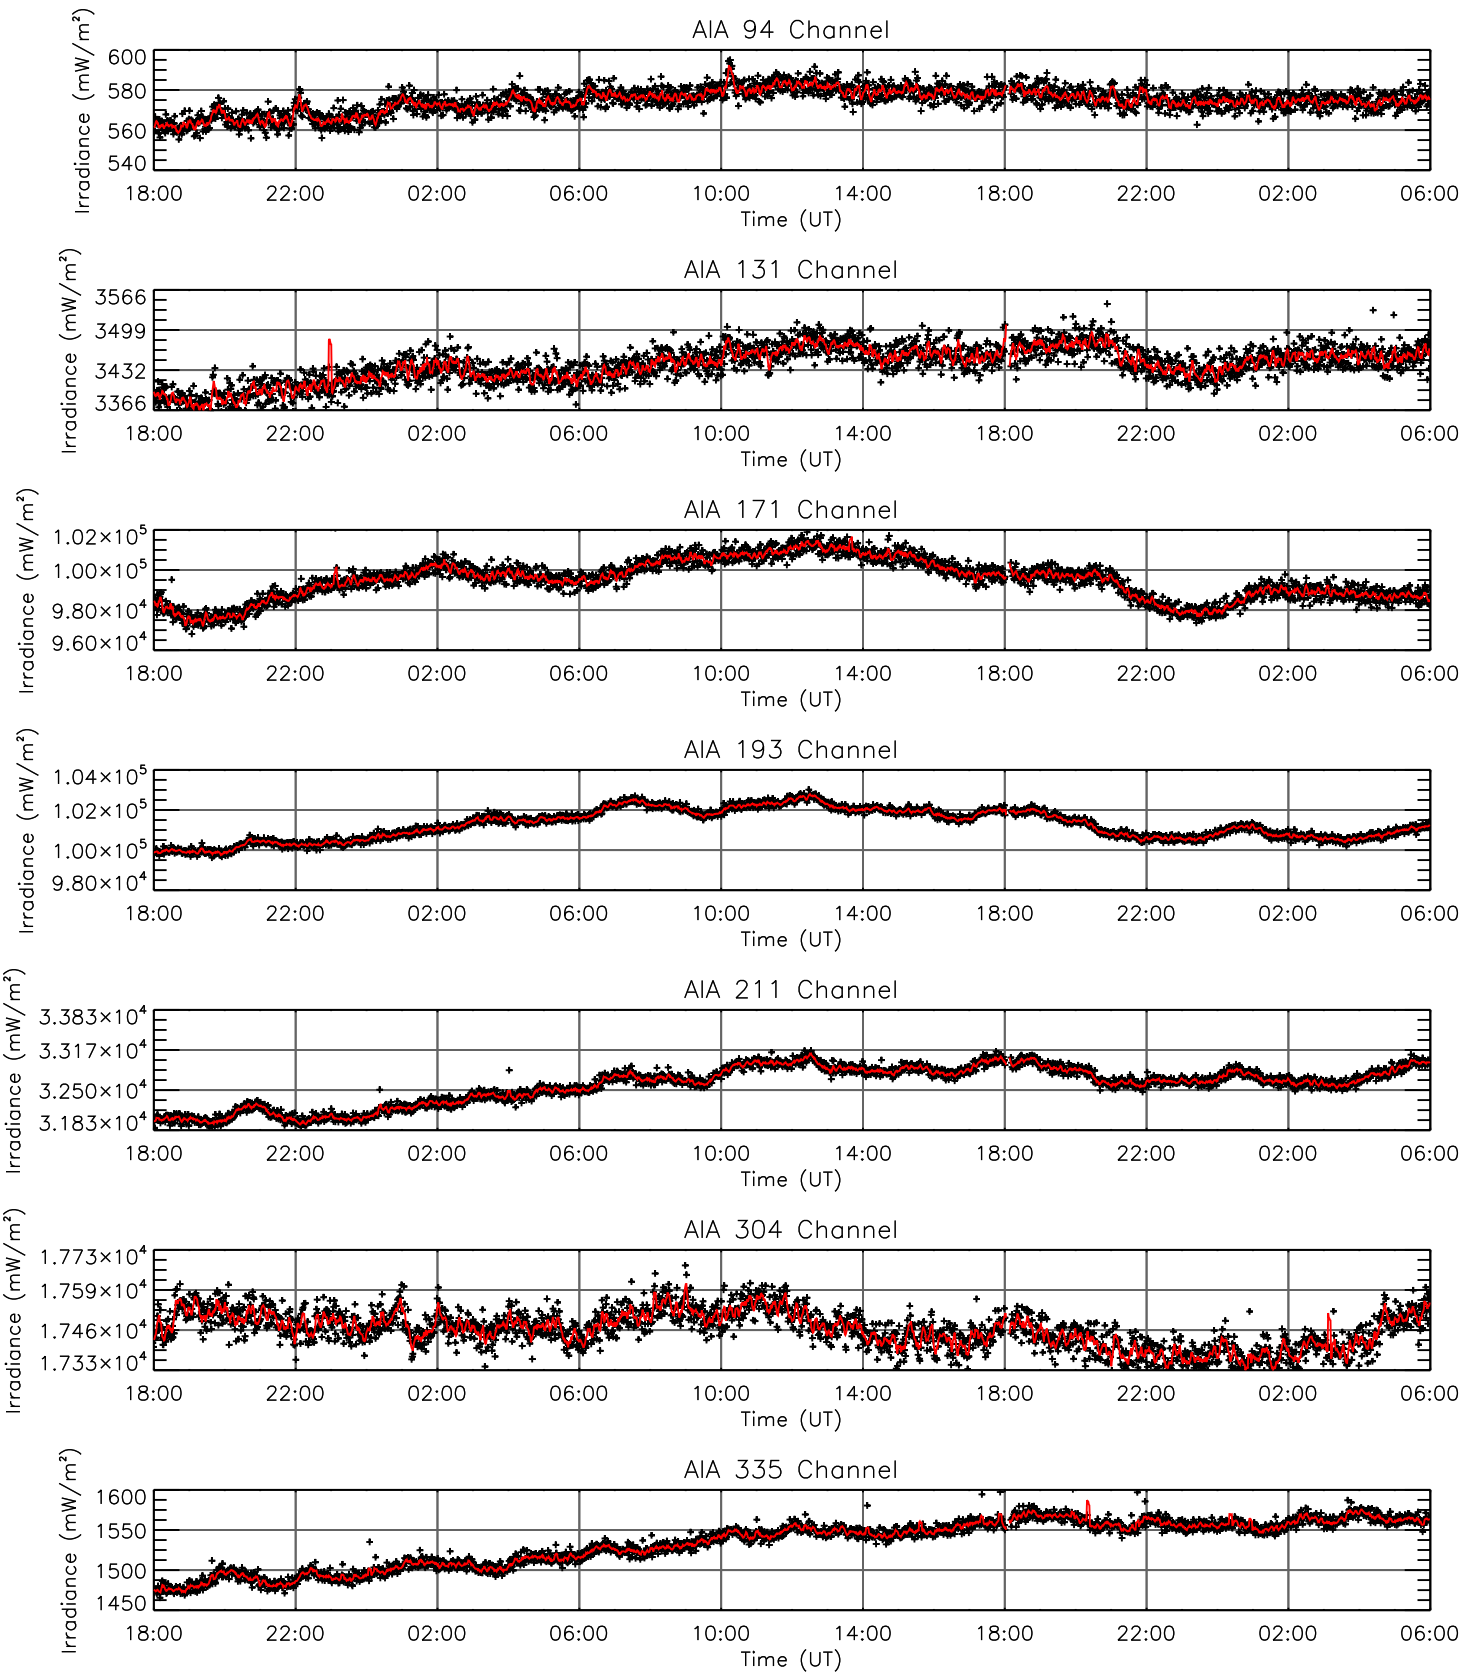 AIA 94 Channel
Irradiance (mW/m²)
600
580
560
540
18:00 22:00 02:00 06:00 10:00 14:00 18:00 22:00 02:00 06:00
Time (UT)
AIA 131 Channel
Irradiance (mW/m²)
3566
3499
3432
3366
18:00 22:00 02:00 06:00 10:00 14:00 18:00 22:00 02:00 06:00
Time (UT)
AIA 171 Channel
Irradiance (mW/m²)
1.02×10⁵
1.00×10⁵
9.80×10⁴
9.60×10⁴
18:00 22:00 02:00 06:00 10:00 14:00 18:00 22:00 02:00 06:00
Time (UT)
AIA 193 Channel
Irradiance (mW/m²)
1.04×10⁵
1.02×10⁵
1.00×10⁵
9.80×10⁴
18:00 22:00 02:00 06:00 10:00 14:00 18:00 22:00 02:00 06:00
Time (UT)
AIA 211 Channel
Irradiance (mW/m²)
3.383×10⁴
3.317×10⁴
3.250×10⁴
3.183×10⁴
18:00 22:00 02:00 06:00 10:00 14:00 18:00 22:00 02:00 06:00
Time (UT)
AIA 304 Channel
Irradiance (mW/m²)
1.773×10⁴
1.759×10⁴
1.746×10⁴
1.733×10⁴
18:00 22:00 02:00 06:00 10:00 14:00 18:00 22:00 02:00 06:00
Time (UT)
AIA 335 Channel
Irradiance (mW/m²)
1600
1550
1500
1450
18:00 22:00 02:00 06:00 10:00 14:00 18:00 22:00 02:00 06:00
Time (UT)